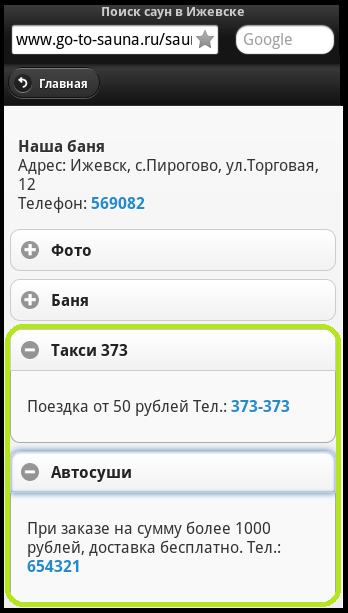 Поиск саун в Ижевске
www.go-to-sauna.ru/sau
Google
Главная
Наша баня
Адрес: Ижевск, с.Пирогово, ул.Торговая,
12
Телефон: 569082
Фото
Баня
Такси 373
Поездка от 50 рублей Тел.: 373-373
Автосуши
При заказе на сумму более 1000
рублей, доставка бесплатно. Тел.:
654321